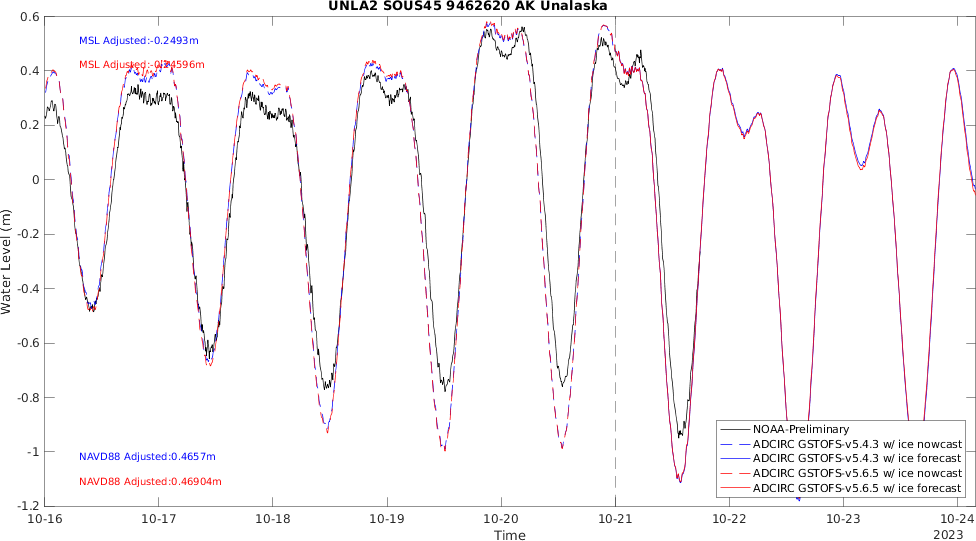 UNLA2 SOUS45 9462620 AK Unalaska
0.6
0.4
0.2
0
-0.2
-0.4
-0.6
-0.8
-1
-1.2
Water Level (m)
MSL Adjusted:-0.2493m
MSL Adjusted:-0.24596m
NAVD88 Adjusted:0.4657m
NAVD88 Adjusted:0.46904m
NOAA-Preliminary
ADCIRC GSTOFS-v5.4.3 w/ ice nowcast
ADCIRC GSTOFS-v5.4.3 w/ ice forecast
ADCIRC GSTOFS-v5.6.5 w/ ice nowcast
ADCIRC GSTOFS-v5.6.5 w/ ice forecast
10-16 10-17 10-18 10-19 10-20 10-21 10-22 10-23 10-24
2023
Time